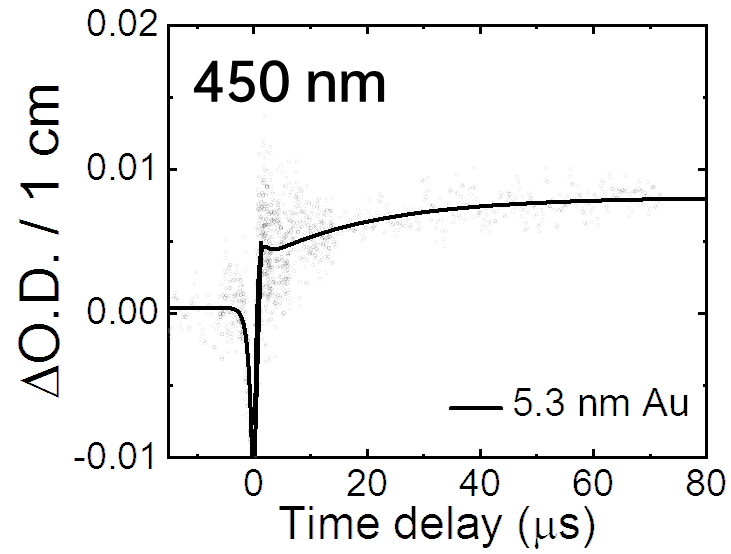 0.02
450 nm
0.01
0.00
-0.01
ΔO.D. / 1 cm
5.3 nm Au
0 20 40 60 80
Time delay (μs)